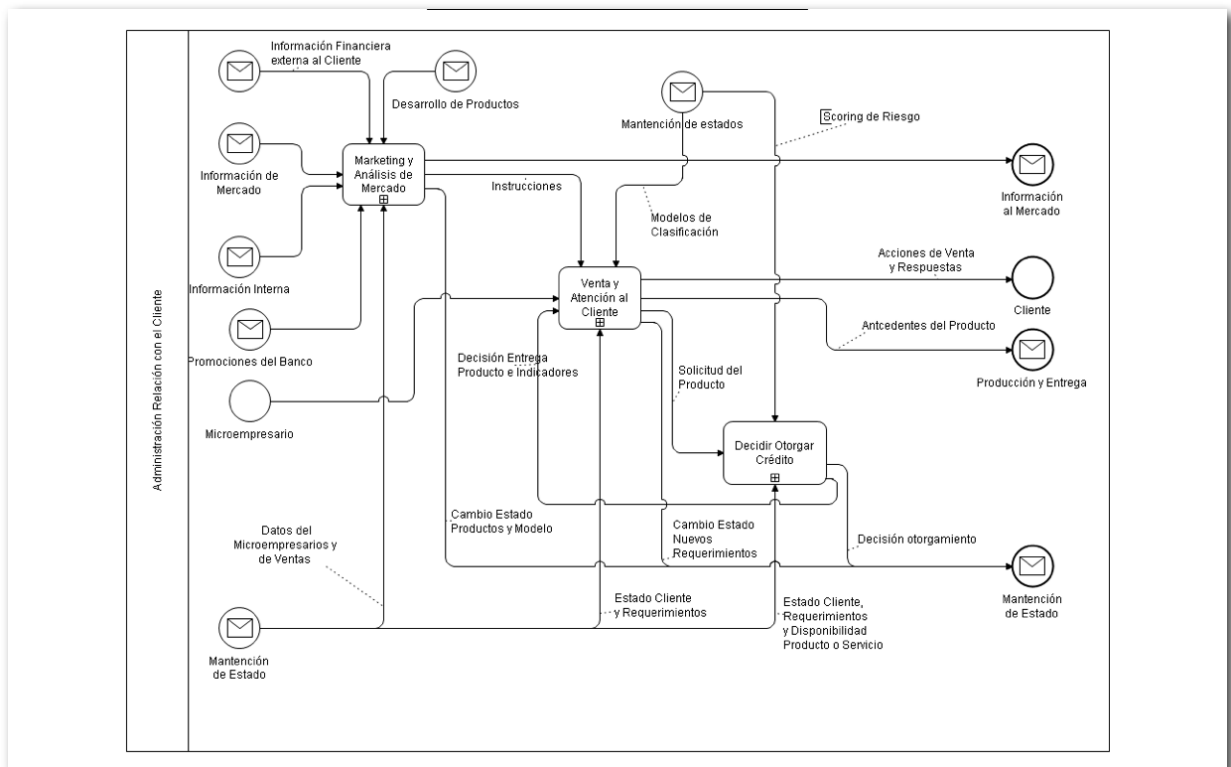 Administración Relación con el Cliente
Información Financiera
externa al Cliente
Desarrollo de Productos
Mantención de estados
Scoring de Riesgo
Información de
Mercado
Marketing y
Análisis de
Mercado
Instrucciones
Información
al Mercado
Modelos de
Clasificación
Información Interna
Venta y
Atención al
Cliente
Acciones de Venta
y Respuestas
Cliente
Promociones del Banco
Decisión Entrega
Producto e Indicadores
Solicitud del
Producto
Antcedentes del Producto
Producción y Entrega
Microempresario
Decidir Otorgar
Crédito
Datos del
Microempresarios y
de Ventas
Cambio Estado
Productos y Modelo
Cambio Estado
Nuevos
Requerimientos
Decisión otorgamiento
Mantención
de Estado
Estado Cliente
y Requerimientos
Estado Cliente,
Requerimientos
y Disponibilidad
Producto o Servicio
Mantención
de Estado